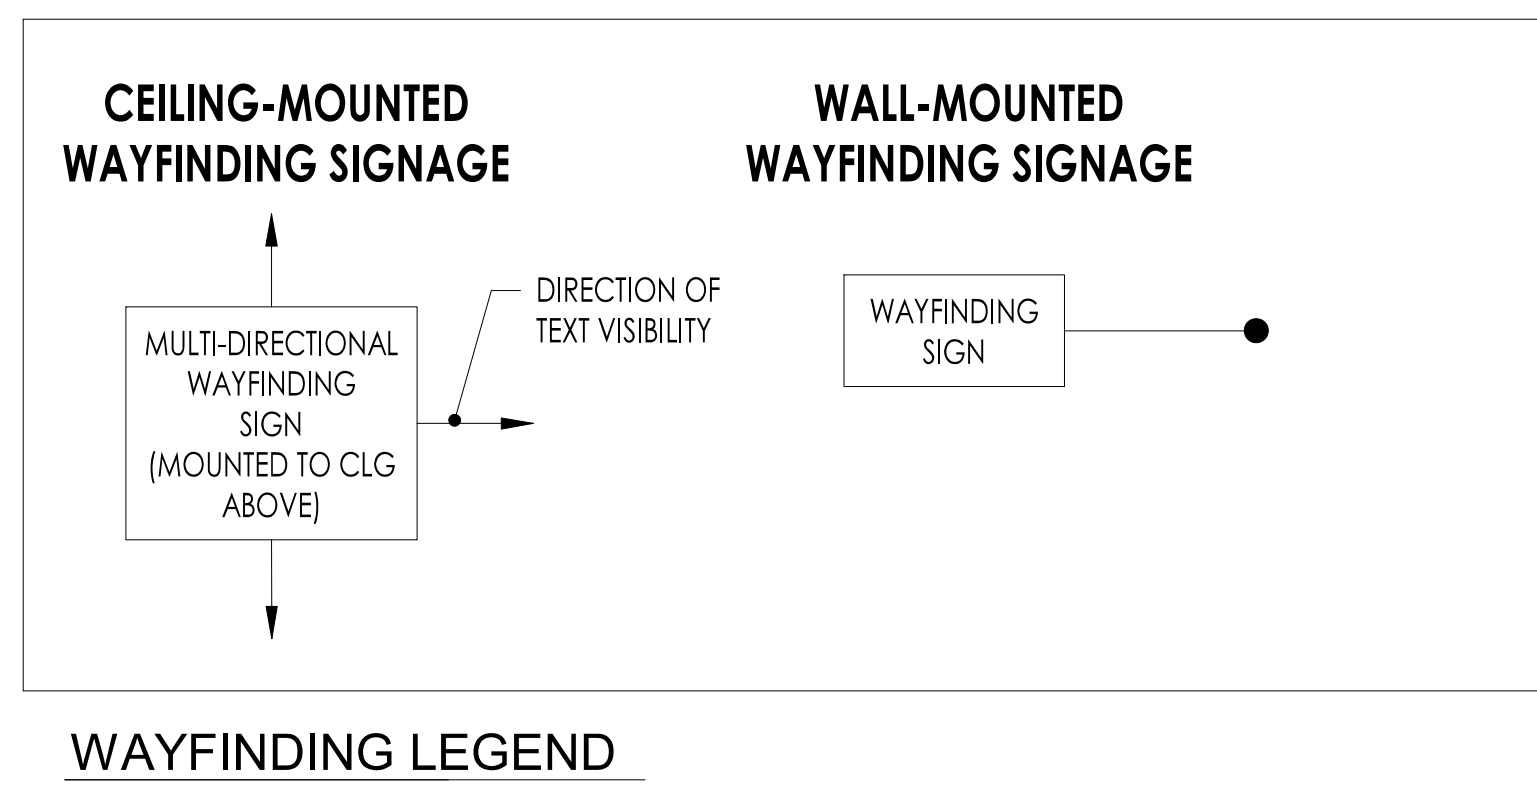 CEILING-MOUNTED
WAYFINDING SIGNAGE
MULTI-DIRECTIONAL
WAYFINDING
SIGN
(MOUNTED TO CLG
ABOVE)
DIRECTION OF
TEXT VISIBILITY
WALL-MOUNTED
WAYFINDING SIGNAGE
WAYFINDING
SIGN
WAYFINDING LEGEND